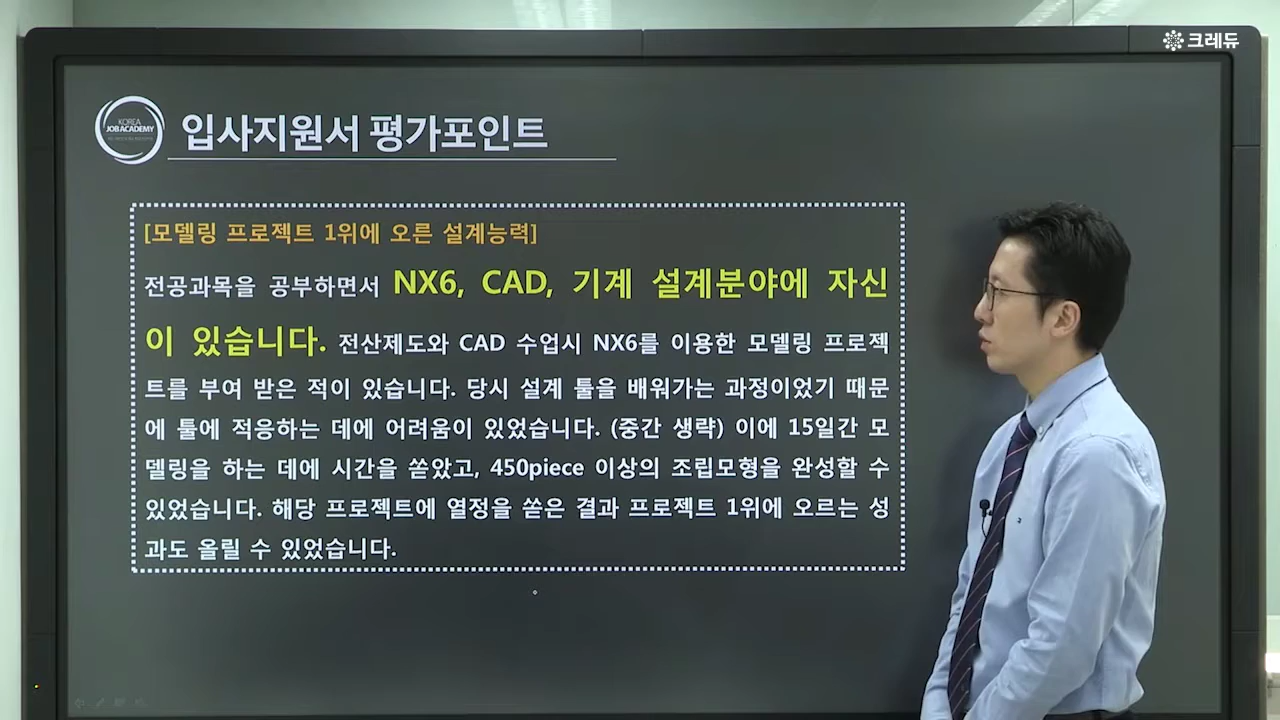 크레듀
KOREA
JOB ACADEMY
입사지원서 평가포인트
[모델링 프로젝트 1위에 오른 설계능력]
전공과목을 공부하면서 NX6, CAD, 기계 설계분야에 자신
이 있습니다. 전산제도와 CAD 수업시 NX6를 이용한 모델링 프로젝
트를 부여 받은 적이 있습니다. 당시 설계 툴을 배워가는 과정이었기 때문
에 툴에 적응하는 데에 어려움이 있었습니다. (중간 생략) 이에 15일간 모
델링을 하는 데에 시간을 쏟았고, 450piece 이상의 조립모형을 완성할 수
있었습니다. 해당 프로젝트에 열정을 쏟은 결과 프로젝트 1위에 오르는 성
과도 올릴 수 있었습니다.